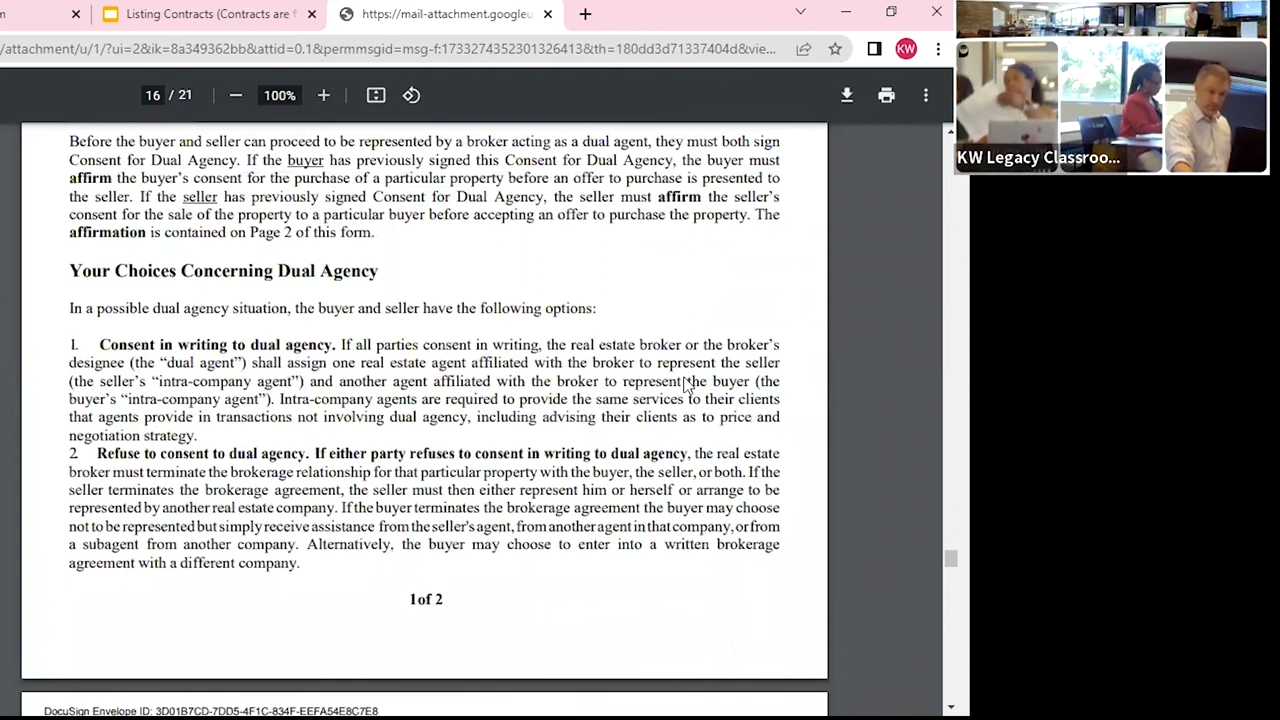 m
Listing Contracts (Contracts are f
https://mail-attachment.googleu
/attachment/u/1/?ui=2&ik=8a349362bb&attid=0.1&permmsgid=msg-f:1733274352301326413&th=180dd3d71337404d&vie...
KW
16 / 21
100%
KW Legacy Classroo...
Before the buyer and seller can proceed to be represented by a broker acting as a dual agent, they must both sign
Consent for Dual Agency. If the buyer has previously signed this Consent for Dual Agency, the buyer must
affirm the buyer's consent for the purchase of a particular property before an offer to purchase is presented to
the seller. If the seller has previously signed Consent for Dual Agency, the seller must affirm the seller's
consent for the sale of the property to a particular buyer before accepting an offer to purchase the property. The
affirmation is contained on Page 2 of this form.
Your Choices Concerning Dual Agency
In a possible dual agency situation, the buyer and seller have the following options:
1. Consent in writing to dual agency. If all parties consent in writing, the real estate broker or the broker's
designee (the "dual agent") shall assign one real estate agent affiliated with the broker to represent the seller
(the seller's "intra-company agent") and another agent affiliated with the broker to represent the buyer (the
buyer's "intra-company agent"). Intra-company agents are required to provide the same services to their clients
that agents provide in transactions not involving dual agency, including advising their clients as to price and
negotiation strategy.
2. Refuse to consent to dual agency. If either party refuses to consent in writing to dual agency, the real estate
broker must terminate the brokerage relationship for that particular property with the buyer, the seller, or both. If the
seller terminates the brokerage agreement, the seller must then either represent him or herself or arrange to be
represented by another real estate company. If the buyer terminates the brokerage agreement the buyer may choose
not to be represented but simply receive assistance from the seller's agent, from another agent in that company, or from
a subagent from another company. Alternatively, the buyer may choose to enter into a written brokerage
agreement with a different company.
1of 2
DocuSign Envelope ID: 3D01B7CD-7DD5-4F1C-834F-EEFA54E8C7E8